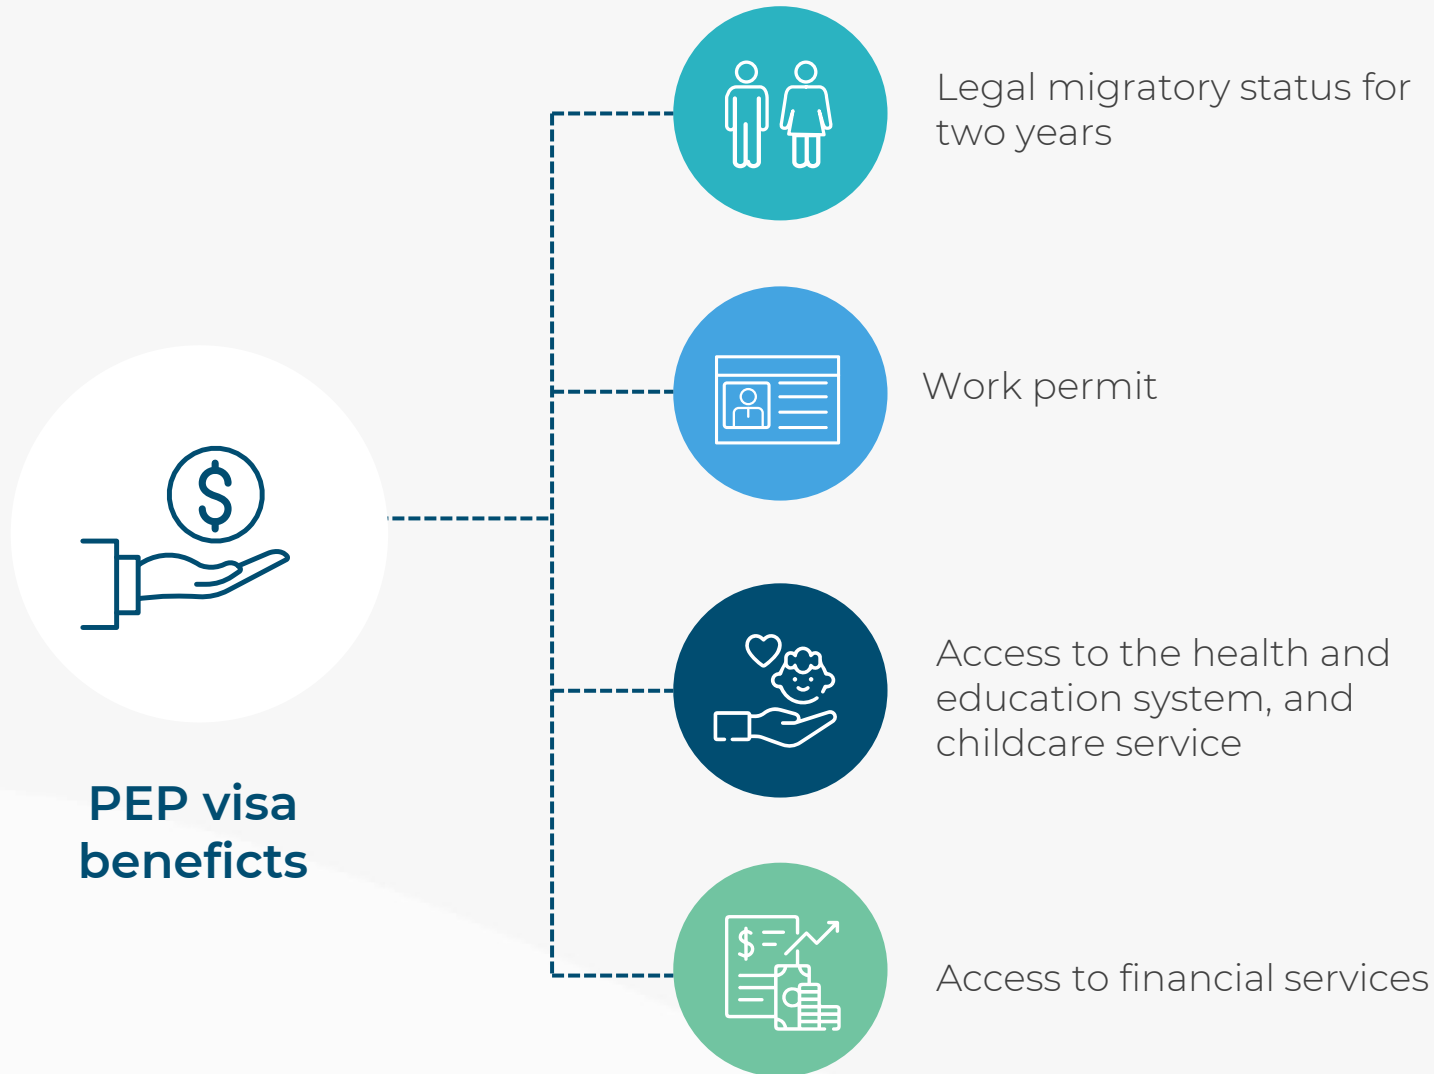 Legal migratory status for
two years
Work permit
Access to the health and
education system, and
childcare service
Access to financial services
PEP visa
beneficts
$
$